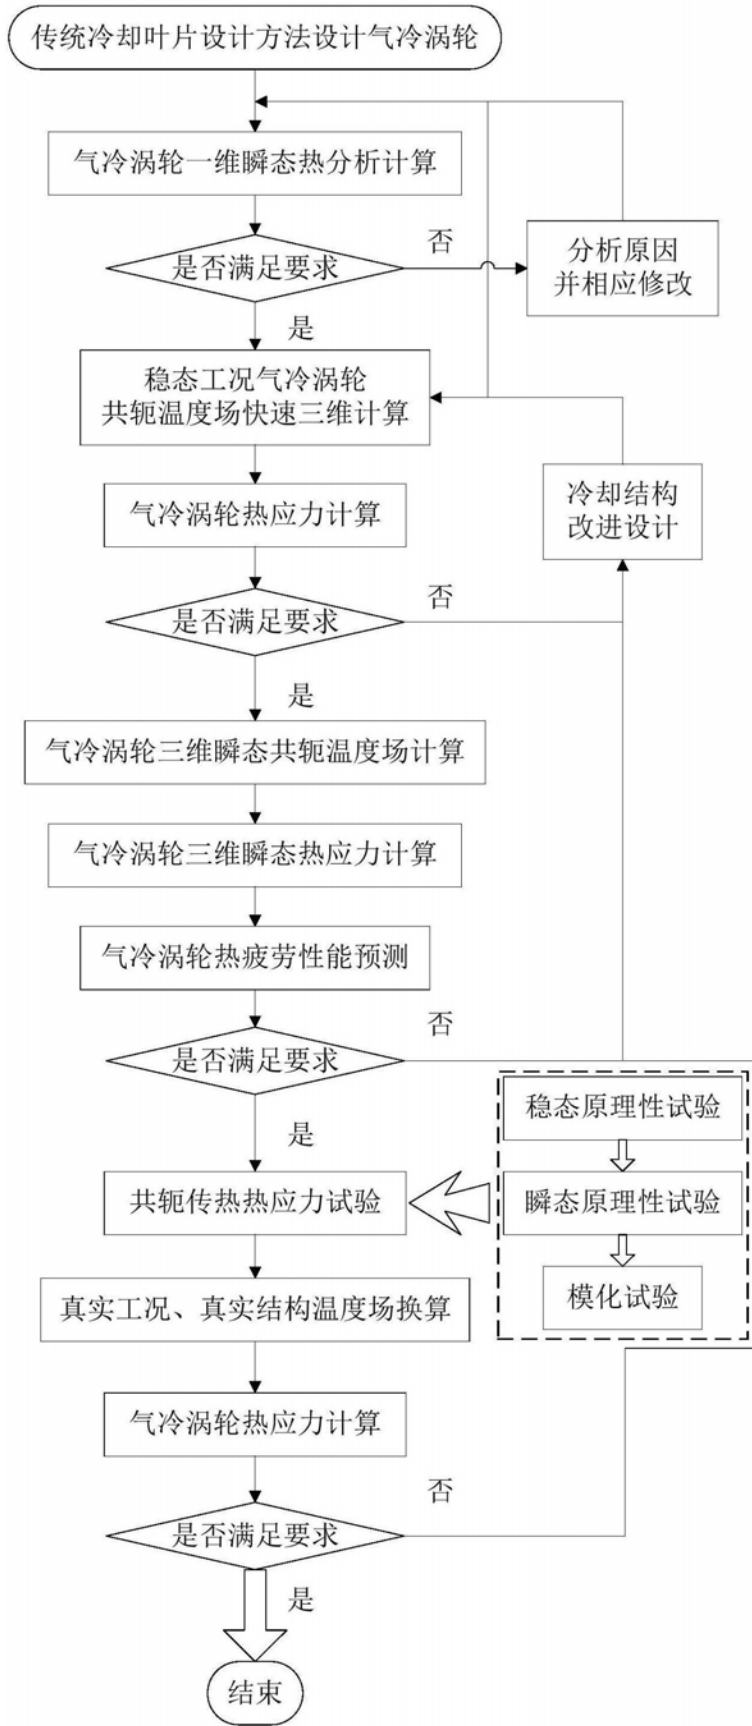 传统冷却叶片设计方法设计气冷涡轮
气冷涡轮一维瞬态热分析计算
是否满足要求
否
分析原因
并相应修改
是
稳态工况气冷涡轮
共轭温度场快速三维计算
气冷涡轮热应力计算
冷却结构
改进设计
是否满足要求
否
是
气冷涡轮三维瞬态共轭温度场计算
气冷涡轮三维瞬态热应力计算
气冷涡轮热疲劳性能预测
是否满足要求
否
是
稳态原理性试验
共轭传热热应力试验
瞬态原理性试验
模化试验
真实工况、真实结构温度场换算
气冷涡轮热应力计算
是否满足要求
否
是
结束